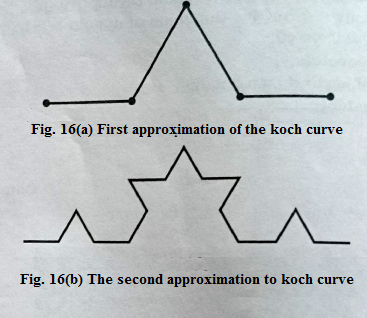 Fig. 16(a) First approximation of the koch curve
Fig. 16(b) The second approximation to koch curve